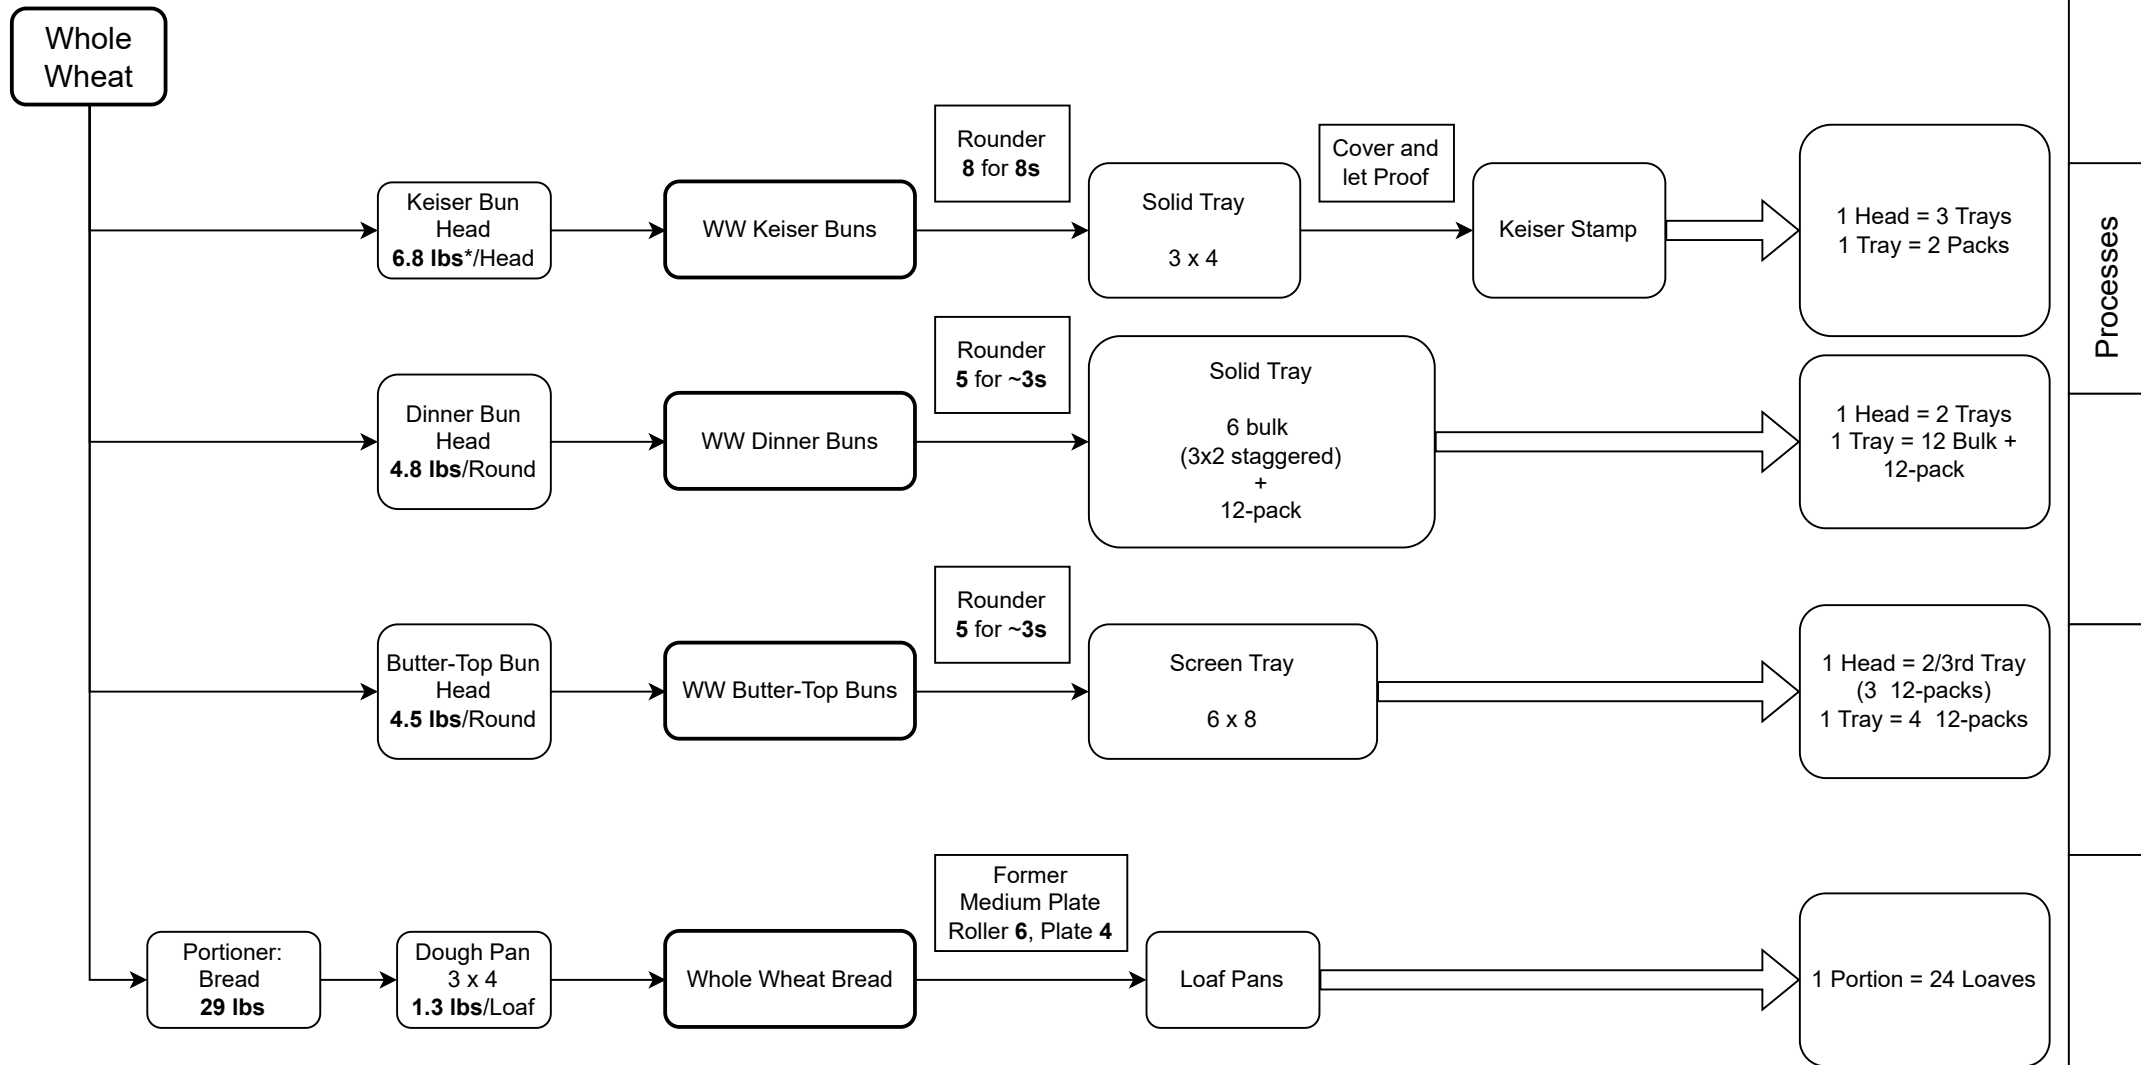 Whole
Wheat
Keiser Bun
Head
6.8 lbs*/Head
WW Keiser Buns
Rounder
8 for 8s
Solid Tray
3 x 4
Cover and
let Proof
Keiser Stamp
1 Head = 3 Trays
1 Tray = 2 Packs
Processes
Dinner Bun
Head
4.8 lbs/Round
WW Dinner Buns
Rounder
5 for ~3s
Solid Tray
6 bulk
(3x2 staggered)
+
12-pack
1 Head = 2 Trays
1 Tray = 12 Bulk +
12-pack
Butter-Top Bun
Head
4.5 lbs/Round
WW Butter-Top Buns
Rounder
5 for ~3s
Screen Tray
6 x 8
1 Head = 2/3rd Tray
(3 12-packs)
1 Tray = 4 12-packs
Portioner:
Bread
29 lbs
Dough Pan
3 x 4
1.3 lbs/Loaf
Whole Wheat Bread
Former
Medium Plate
Roller 6, Plate 4
Loaf Pans
1 Portion = 24 Loaves